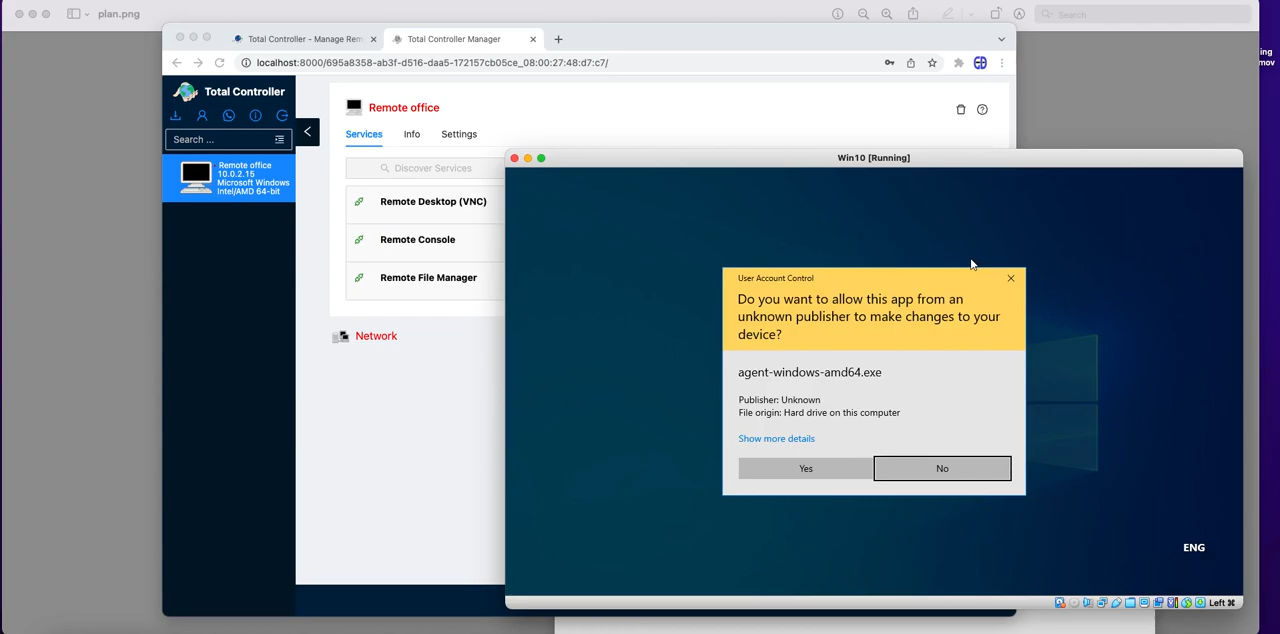 plan.png
Search
ing
mov
Total Controller - Manage Rem
Total Controller Manager
localhost:8000/695a8358-ab3f-d516-daa5-172157cb05ce_08:00:27:48:d7:c7/
Total Controller
Search ...
Remote office
10.0.2.15
Microsoft Windows
Intel/AMD 64-bit
Remote office
Services
Info
Settings
Discover Services
Remote Desktop (VNC)
Remote Console
Remote File Manager
Network
Win10 [Running]
User Account Control
Do you want to allow this app from an
unknown publisher to make changes to your
device?
agent-windows-amd64.exe
Publisher: Unknown
File origin: Hard drive on this computer
Show more details
Yes
No
ENG
Left ⌘